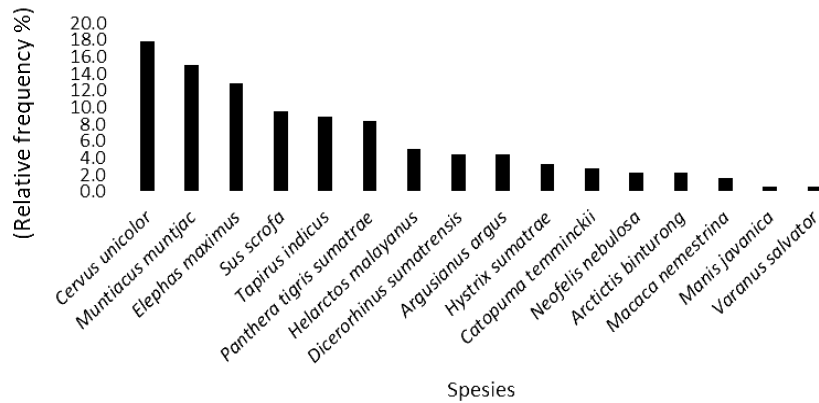 (Relative frequency %)
20.0
18.0
16.0
14.0
12.0
10.0
8.0
6.0
4.0
2.0
0.0
Cervus unicolor
Muntiacus muntjac
Elephas maximus
Sus scrofa
Tapirus indicus
Panthera tigris sumatrae
Helarctos malayanus
Dicerorhinus sumatrensis
Argusianus argus
Hystrix sumatrae
Catopuma temminckii
Neofelis nebulosa
Arctictis binturong
Macaca nemestrina
Manis javanica
Varanus salvator
Spesies